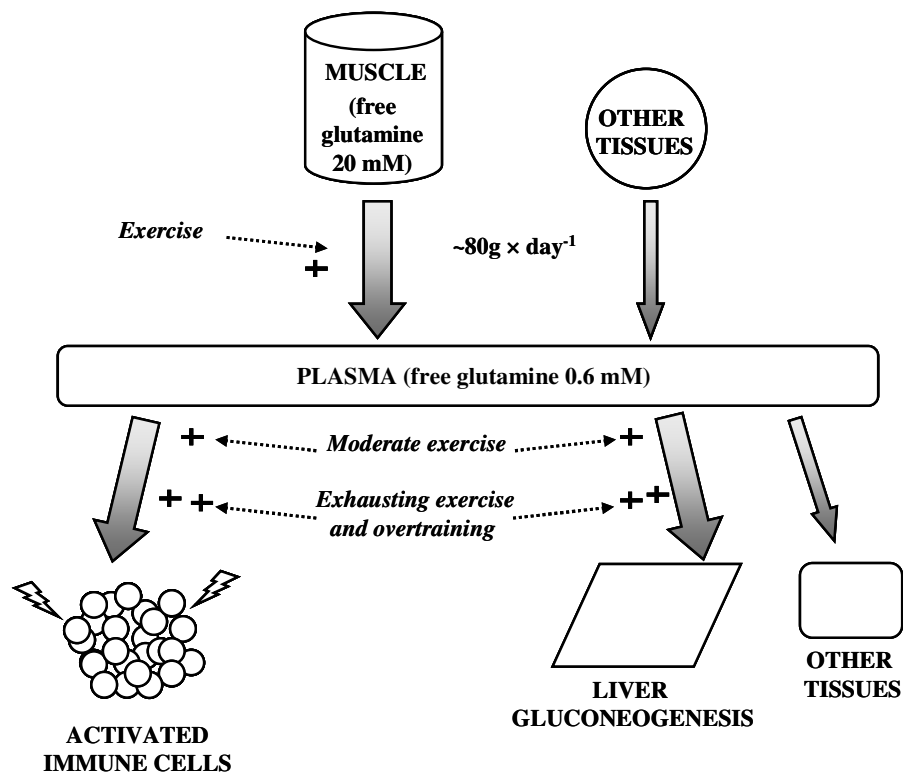 MUSCLE
(free
glutamine
20 mM)
OTHER
TISSUES
Exercise
+
~80g × day⁻¹
PLASMA (free glutamine 0.6 mM)
+ Moderate exercise +
+ + Exhausting exercise + +
and overtraining
ACTIVATED
IMMUNE CELLS
LIVER
GLUCONEOGENESIS
OTHER
TISSUES